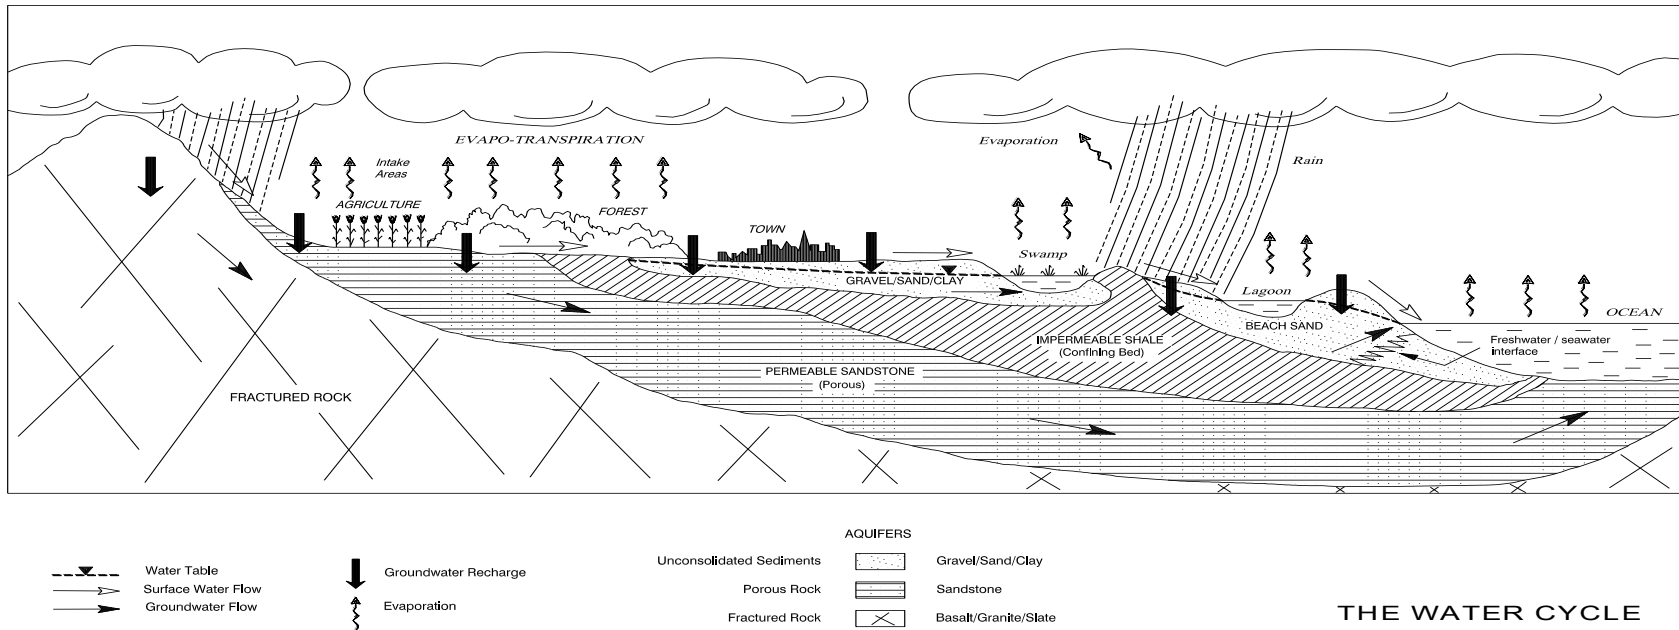 EVAPO-TRANSPIRATION
Evaporation
Rain
Intake
Areas
AGRICULTURE
FOREST
TOWN
Swamp
GRAVEL/SAND/CLAY
Lagoon
BEACH SAND
OCEAN
Freshwater / seawater
interface
IMPERMEABLE SHALE
(Confining Bed)
PERMEABLE SANDSTONE
(Porous)
FRACTURED ROCK
Water Table
Surface Water Flow
Groundwater Flow
Groundwater Recharge
Evaporation
AQUIFERS
Unconsolidated Sediments Gravel/Sand/Clay
Porous Rock Sandstone
Fractured Rock Basalt/Granite/Slate
THE WATER CYCLE